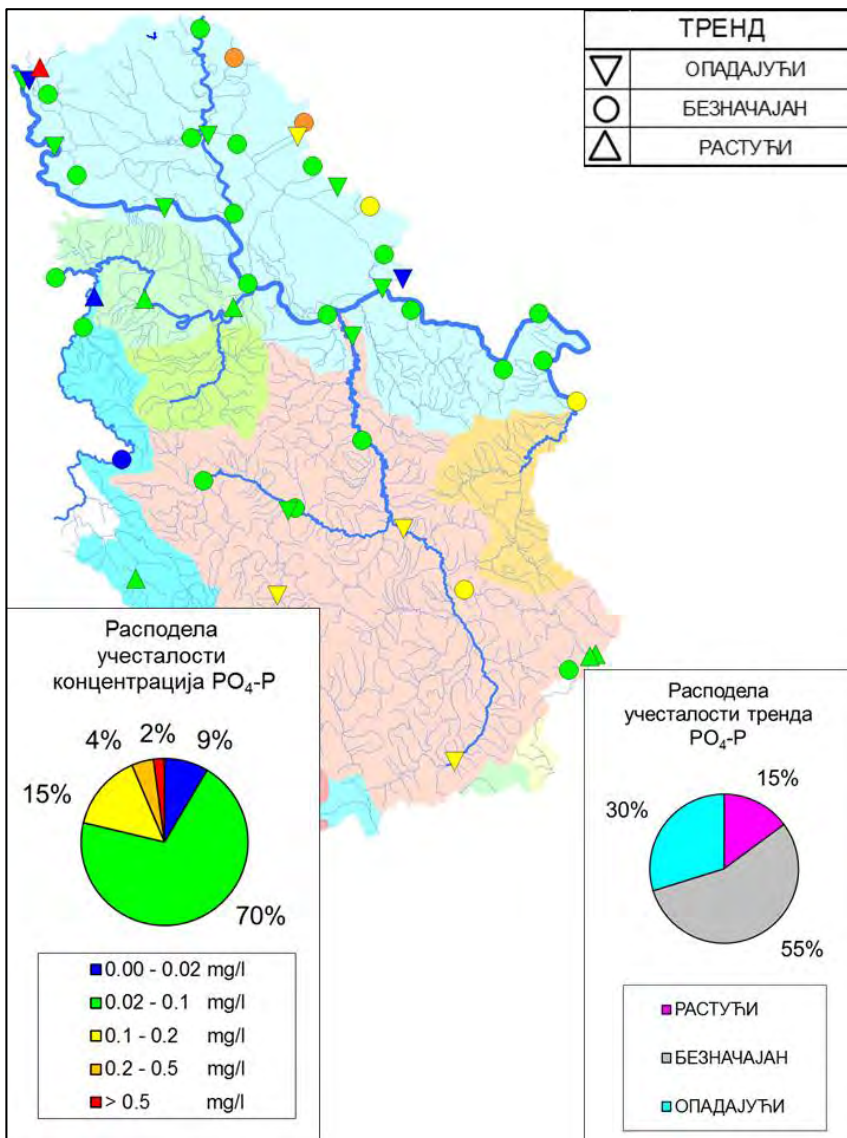 ТРЕНД
ОПАДАЈУЋИ
БЕЗНАЧАЈАН
РАСТУЋИ
Расподела
учесталости
концентрација PO₄-P
4%
2%
9%
15%
70%
0.00 - 0.02 mg/l
0.02 - 0.1 mg/l
0.1 - 0.2 mg/l
0.2 - 0.5 mg/l
> 0.5 mg/l
Расподела
учесталости тренда
PO₄-P
15%
30%
55%
РАСТУЋИ
БЕЗНАЧАЈАН
ОПАДАЈУЋИ